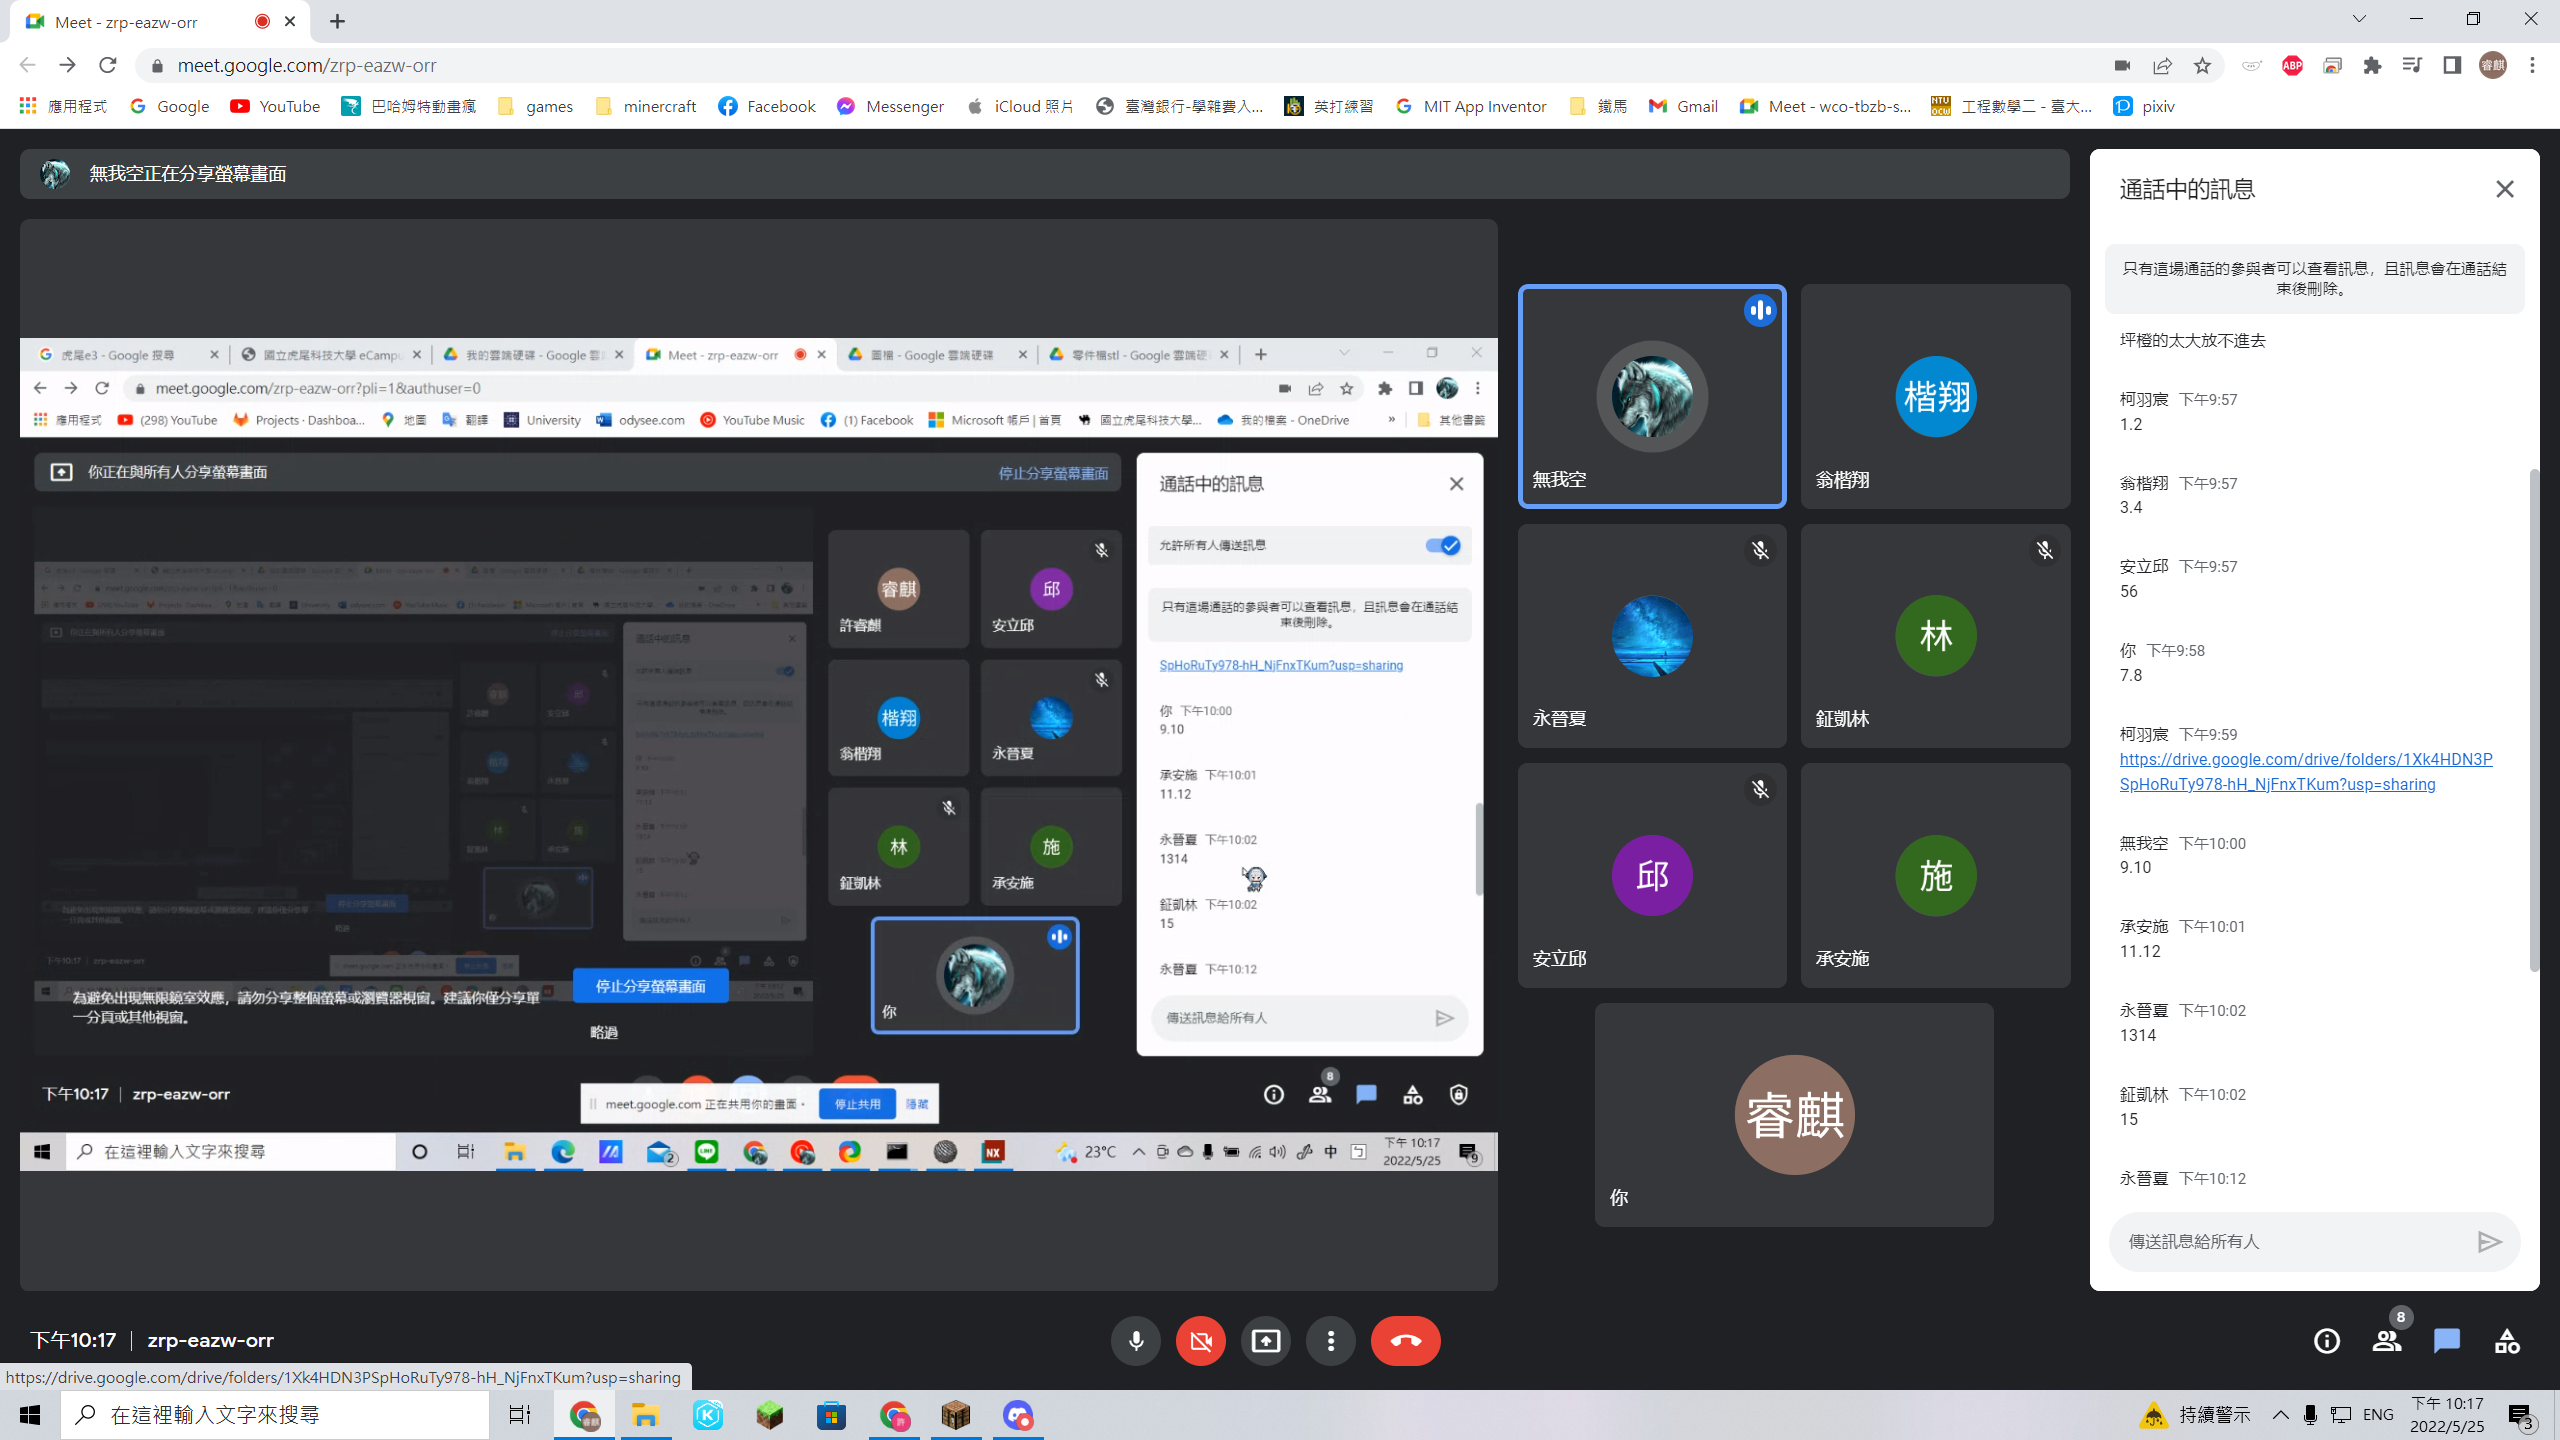 Meet - zrp-eazw-orr
meet.google.com/zrp-eazw-orr
ABP
睿麒
應用程式
Google
YouTube
巴哈姆特動畫瘋
games
minercraft
Facebook
Messenger
iCloud 照片
臺灣銀行-學雜費入...
英打練習
MIT App Inventor
鐵馬
Gmail
Meet - wco-tbzb-s...
工程數學二 - 臺大...
pixiv
無我空正在分享螢幕畫面
虎尾e3 - Google 搜尋
國立虎尾科技大學 eCampu
我的雲端硬碟 - Google 雲
Meet - zrp-eazw-orr
圖檔 - Google 雲端硬碟
零件檔stl - Google 雲端硬
meet.google.com/zrp-eazw-orr?pli=1&authuser=0
應用程式
(298) YouTube
Projects · Dashboa...
地圖
翻譯
University
odysee.com
YouTube Music
(1) Facebook
Microsoft 帳戶 | 首頁
國立虎尾科技大學...
我的檔案 - OneDrive
»
其他書籤
你正在與所有人分享螢幕畫面
停止分享螢幕畫面
睿麒
許睿麒
邱
安立邱
楷翔
翁楷翔
永晉夏
林
鉦凱林
施
承安施
你
為避免出現無限鏡室效應，請勿分享整個螢幕或瀏覽器視窗。建議你僅分享單
一分頁或其他視窗。
停止分享螢幕畫面
略過
通話中的訊息
允許所有人傳送訊息
只有這場通話的參與者可以查看訊息，且訊息會在通話結
束後刪除。
SpHoRuTy978-hH_NjFnxTKum?usp=sharing
你 下午10:00
9.10
承安施 下午10:01
11.12
永晉夏 下午10:02
1314
鉦凱林 下午10:02
15
永晉夏 下午10:12
傳送訊息給所有人
下午10:17 | zrp-eazw-orr
meet.google.com 正在共用你的畫面。
停止共用
隱藏
8
在這裡輸入文字來搜尋
2
NX
23°C
中
ㄅ
下午 10:17
2022/5/25
9
無我空
楷翔
翁楷翔
永晉夏
林
鉦凱林
邱
安立邱
施
承安施
睿麒
你
通話中的訊息
只有這場通話的參與者可以查看訊息，且訊息會在通話結
束後刪除。
坪橙的太大放不進去
柯羽宸 下午9:57
1.2
翁楷翔 下午9:57
3.4
安立邱 下午9:57
56
你 下午9:58
7.8
柯羽宸 下午9:59
https://drive.google.com/drive/folders/1Xk4HDN3P
SpHoRuTy978-hH_NjFnxTKum?usp=sharing
無我空 下午10:00
9.10
承安施 下午10:01
11.12
永晉夏 下午10:02
1314
鉦凱林 下午10:02
15
永晉夏 下午10:12
傳送訊息給所有人
下午10:17 | zrp-eazw-orr
8
https://drive.google.com/drive/folders/1Xk4HDN3PSpHoRuTy978-hH_NjFnxTKum?usp=sharing
在這裡輸入文字來搜尋
持續警示
ENG
下午 10:17
2022/5/25
3